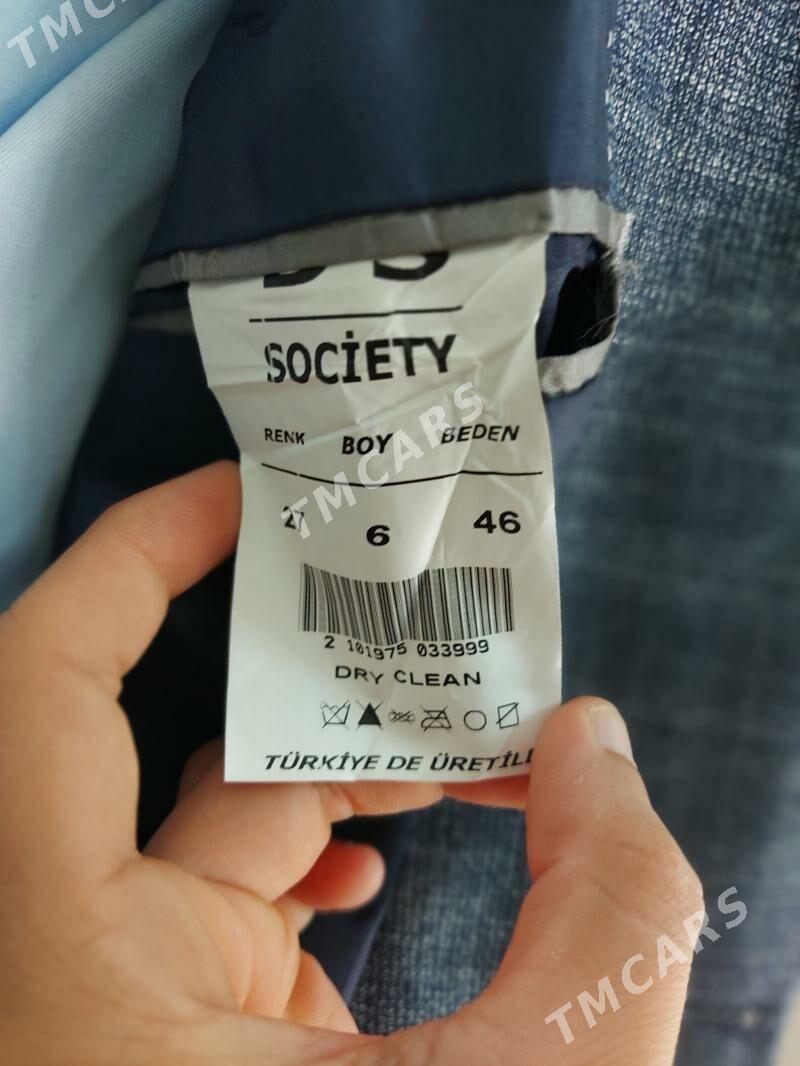 TMCARS
SOCİETY
RENK BOY BEDEN
27 6 46
TMCARS
2 101975 033999
DRY CLEAN
TÜRKİYE DE ÜRETİL
TMCARS